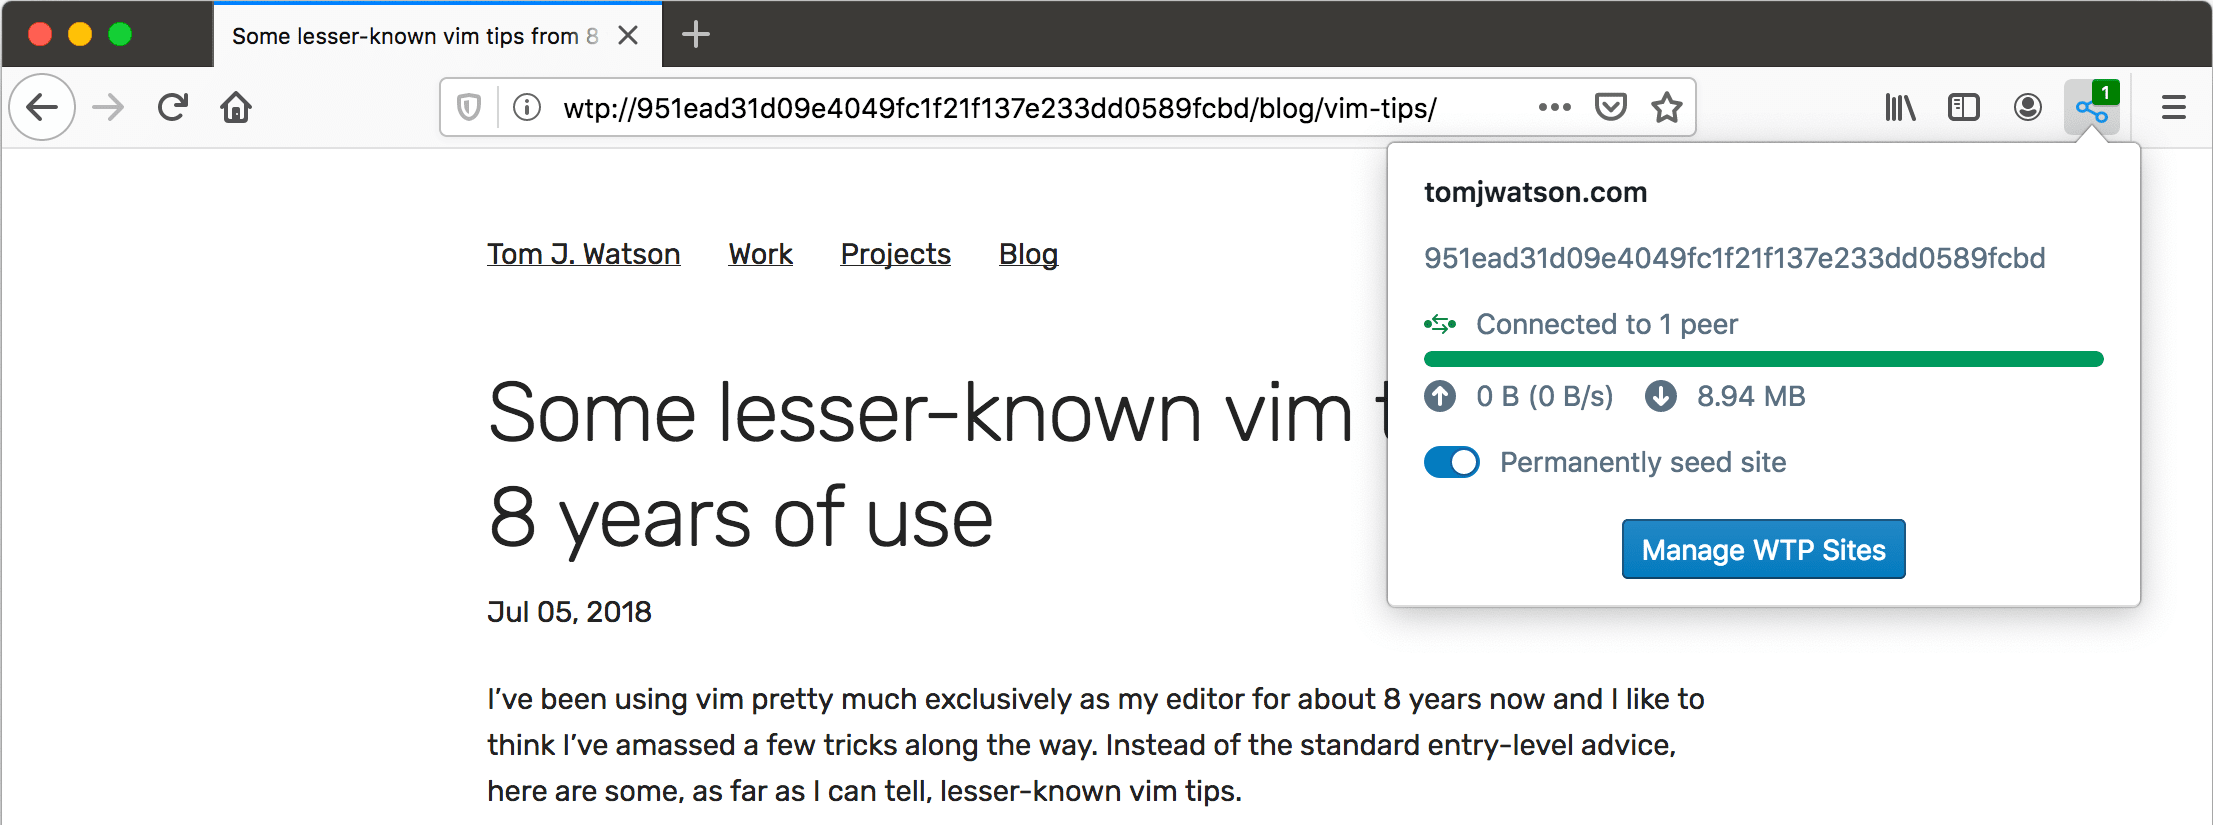 Some lesser-known vim tips from 8
wtp://951ead31d09e4049fc1f21f137e233dd0589fcbd/blog/vim-tips/
1
tomjwatson.com
951ead31d09e4049fc1f21f137e233dd0589fcbd
Connected to 1 peer
0 B (0 B/s) 8.94 MB
Permanently seed site
Manage WTP Sites
Tom J. Watson Work Projects Blog
Some lesser-known vim t
8 years of use
Jul 05, 2018
I’ve been using vim pretty much exclusively as my editor for about 8 years now and I like to
think I’ve amassed a few tricks along the way. Instead of the standard entry-level advice,
here are some, as far as I can tell, lesser-known vim tips.